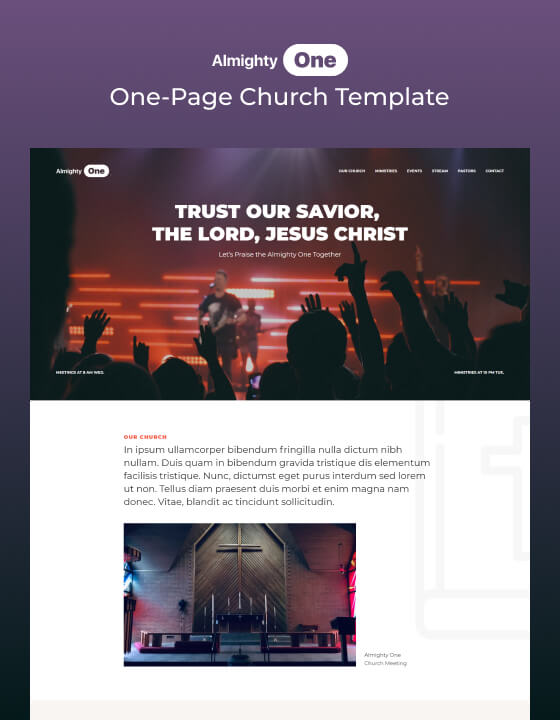 Almighty One
One-Page Church Template
Almighty One
OUR CHURCH MINISTRIES EVENTS STREAM PASTORS CONTACT
TRUST OUR SAVIOR,
THE LORD, JESUS CHRIST
Let's Praise the Almighty One Together
MEETINGS AT 8 AM WED.
MINISTRIES AT 10 PM TUE.
OUR CHURCH
In ipsum ullamcorper bibendum fringilla nulla dictum nibh
nullam. Duis quam in bibendum gravida tristique dis elementum
facilisis tristique. Nunc, dictumst eget purus interdum sed lorem
ut non. Tellus diam praesent duis morbi et enim magna nam
donec. Vitae, blandit ac tincidunt sollicitudin.
Almighty One
Church Meeting